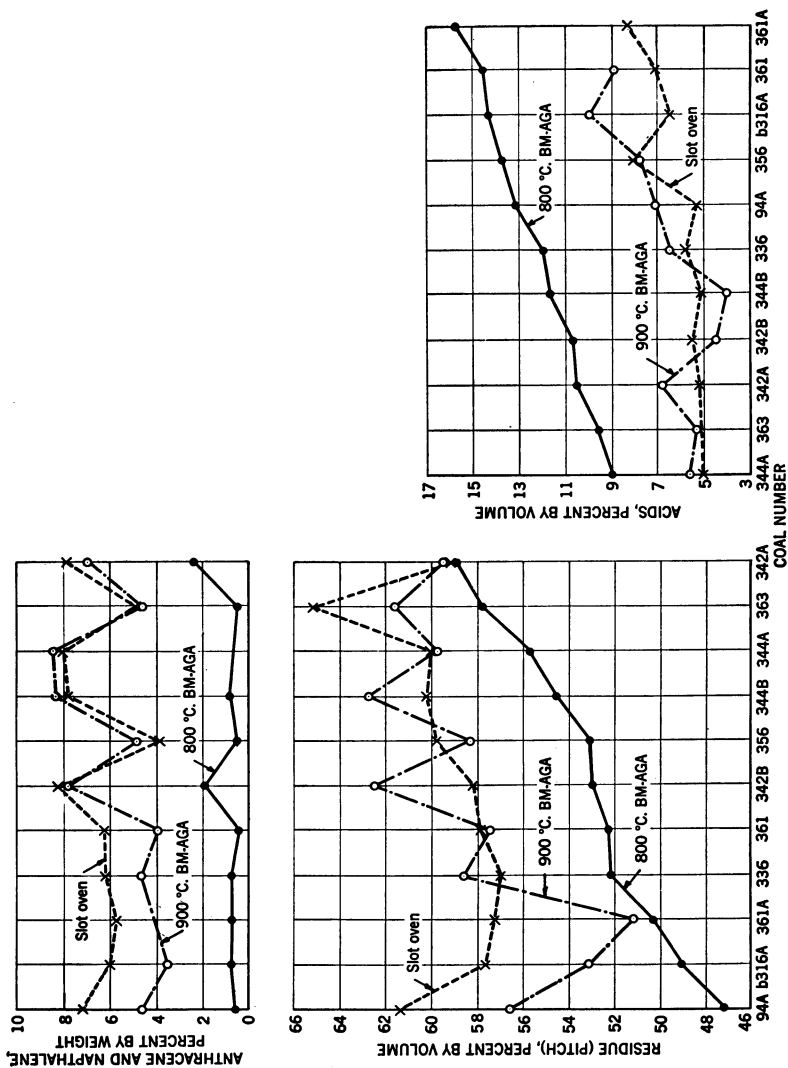 ANTHRACENE AND NAPTHALENE,
PERCENT BY WEIGHT
10
8
6
4
2
0
Slot oven
900 °C. BM-AGA
800 °C. BM-AGA
RESIDUE (PITCH), PERCENT BY VOLUME
66
64
62
60
58
56
54
52
50
48
46
Slot oven
900 °C. BM-AGA
800 °C. BM-AGA
94A b316A 361A 336 361 342B 356 344B 344A 363 342A
ACIDS, PERCENT BY VOLUME
17
15
13
11
9
7
5
3
800 °C. BM-AGA
900 °C. BM-AGA
Slot oven
344A 363 342A 342B 344B 336 94A 356 b316A 361 361A
COAL NUMBER